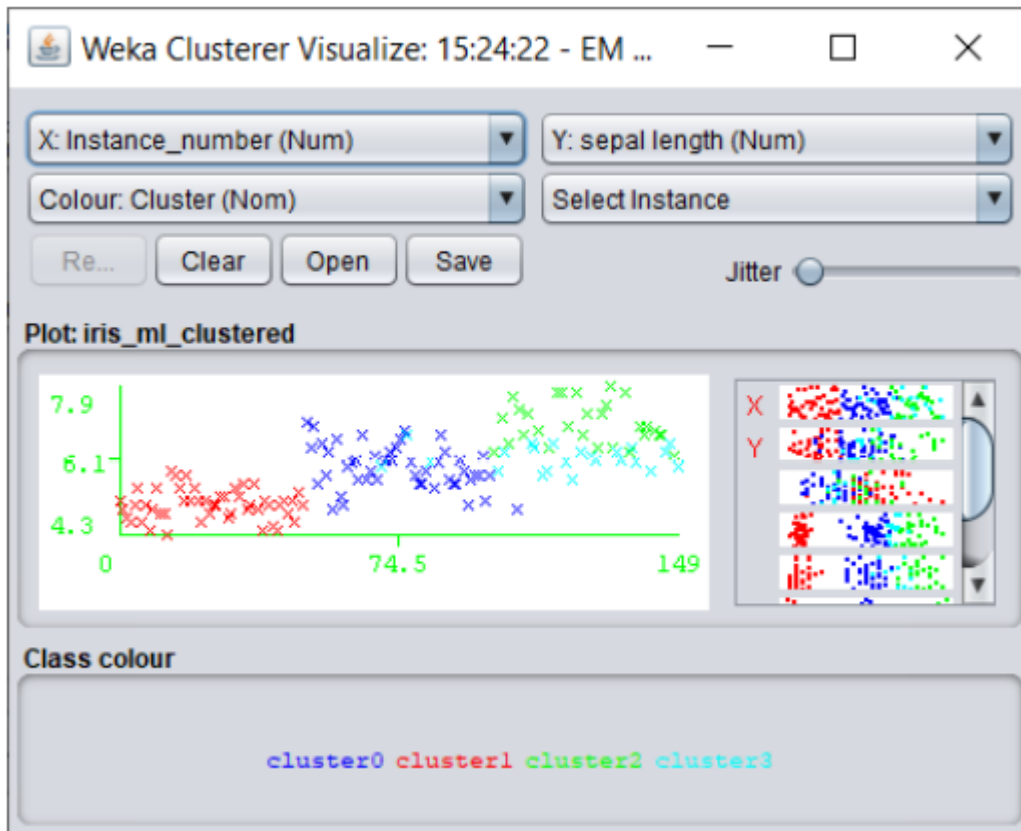 Weka Clusterer Visualize: 15:24:22 - EM ...
X: Instance_number (Num) Y: sepal length (Num)
Colour: Cluster (Nom) Select Instance
Re... Clear Open Save Jitter
Plot: iris_ml_clustered
7.9
6.1
4.3
0 74.5 149
X
Y
Class colour
cluster0 cluster1 cluster2 cluster3